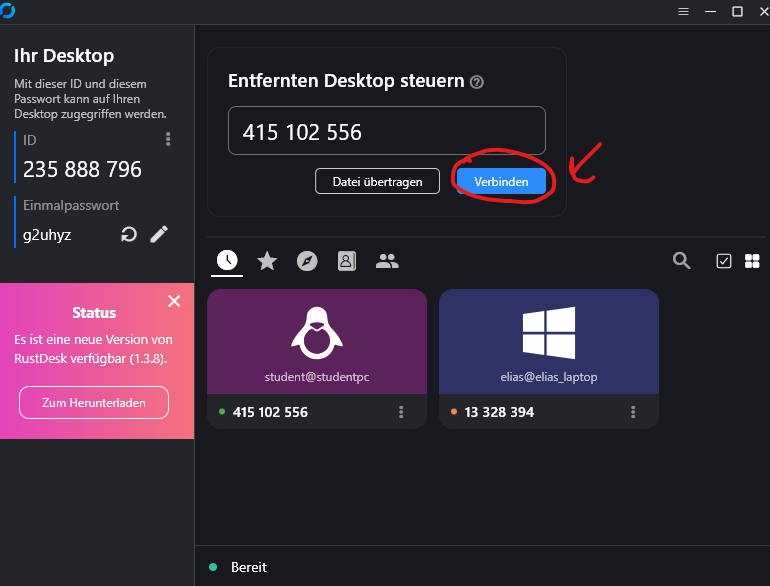 Ihr Desktop
Mit dieser ID und diesem
Passwort kann auf Ihren
Desktop zugegriffen werden.
ID
235 888 796
Einmalpasswort
g2uhyz
Status
Es ist eine neue Version von
RustDesk verfügbar (1.3.8).
Zum Herunterladen
Entfernten Desktop steuern
415 102 556
Datei übertragen
Verbinden
student@studentpc
415 102 556
elias@elias_laptop
13 328 394
Bereit